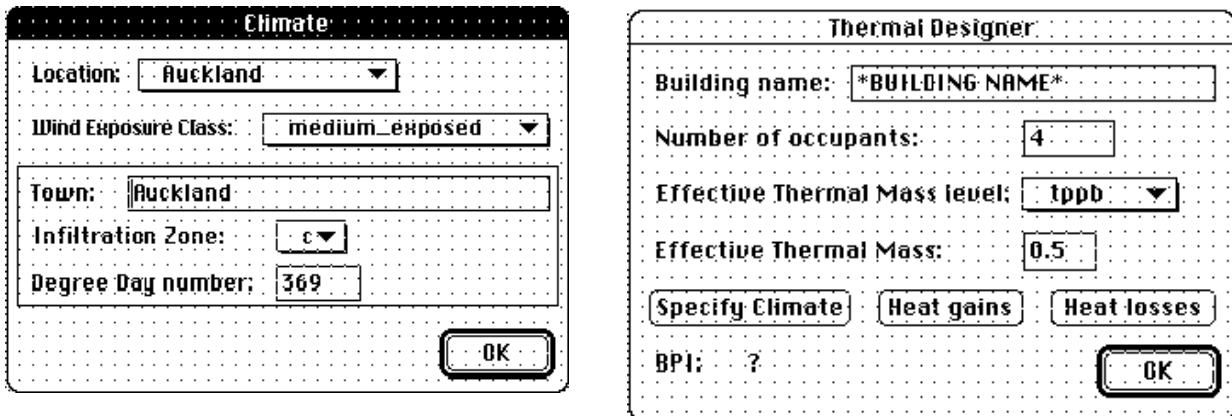 Climate
Location: Auckland
Wind Exposure Class: medium_exposed
Town: Auckland
Infiltration Zone: c
Degree Day number: 369
OK
Thermal Designer
Building name: *BUILDING NAME*
Number of occupants: 4
Effective Thermal Mass level: tppb
Effective Thermal Mass: 0.5
Specify Climate Heat gains Heat losses
BPI: ?
OK